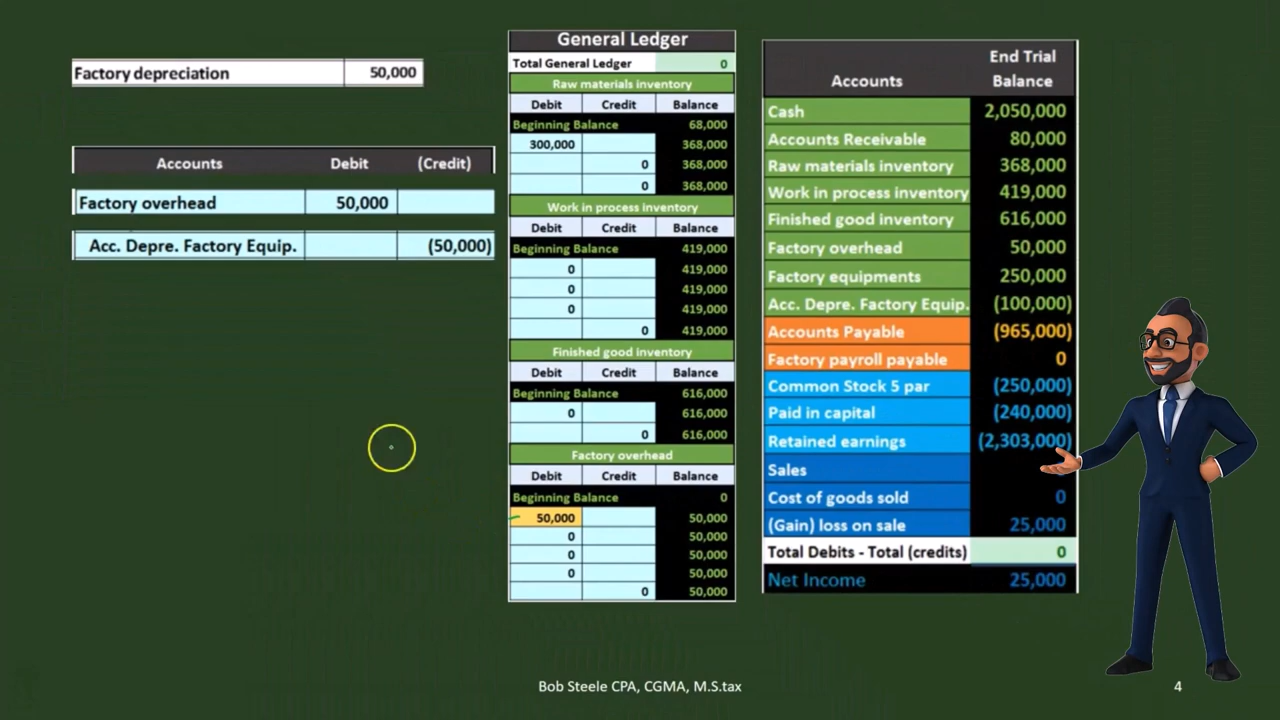 Factory depreciation 50,000
Accounts Debit (Credit)
Factory overhead 50,000
Acc. Depre. Factory Equip. (50,000)
General Ledger
Total General Ledger 0
Raw materials inventory
Debit Credit Balance
Beginning Balance 68,000
300,000 368,000
0 368,000
0 368,000
Work in process inventory
Debit Credit Balance
Beginning Balance 419,000
0 419,000
0 419,000
0 419,000
0 419,000
Finished good inventory
Debit Credit Balance
Beginning Balance 616,000
0 616,000
0 616,000
Factory overhead
Debit Credit Balance
Beginning Balance 0
50,000 50,000
0 50,000
0 50,000
0 50,000
0 50,000
End Trial
Accounts Balance
Cash 2,050,000
Accounts Receivable 80,000
Raw materials inventory 368,000
Work in process inventory 419,000
Finished good inventory 616,000
Factory overhead 50,000
Factory equipments 250,000
Acc. Depre. Factory Equip. (100,000)
Accounts Payable (965,000)
Factory payroll payable 0
Common Stock 5 par (250,000)
Paid in capital (240,000)
Retained earnings (2,303,000)
Sales
Cost of goods sold 0
(Gain) loss on sale 25,000
Total Debits - Total (credits) 0
Net Income 25,000
Bob Steele CPA, CGMA, M.S.tax
4